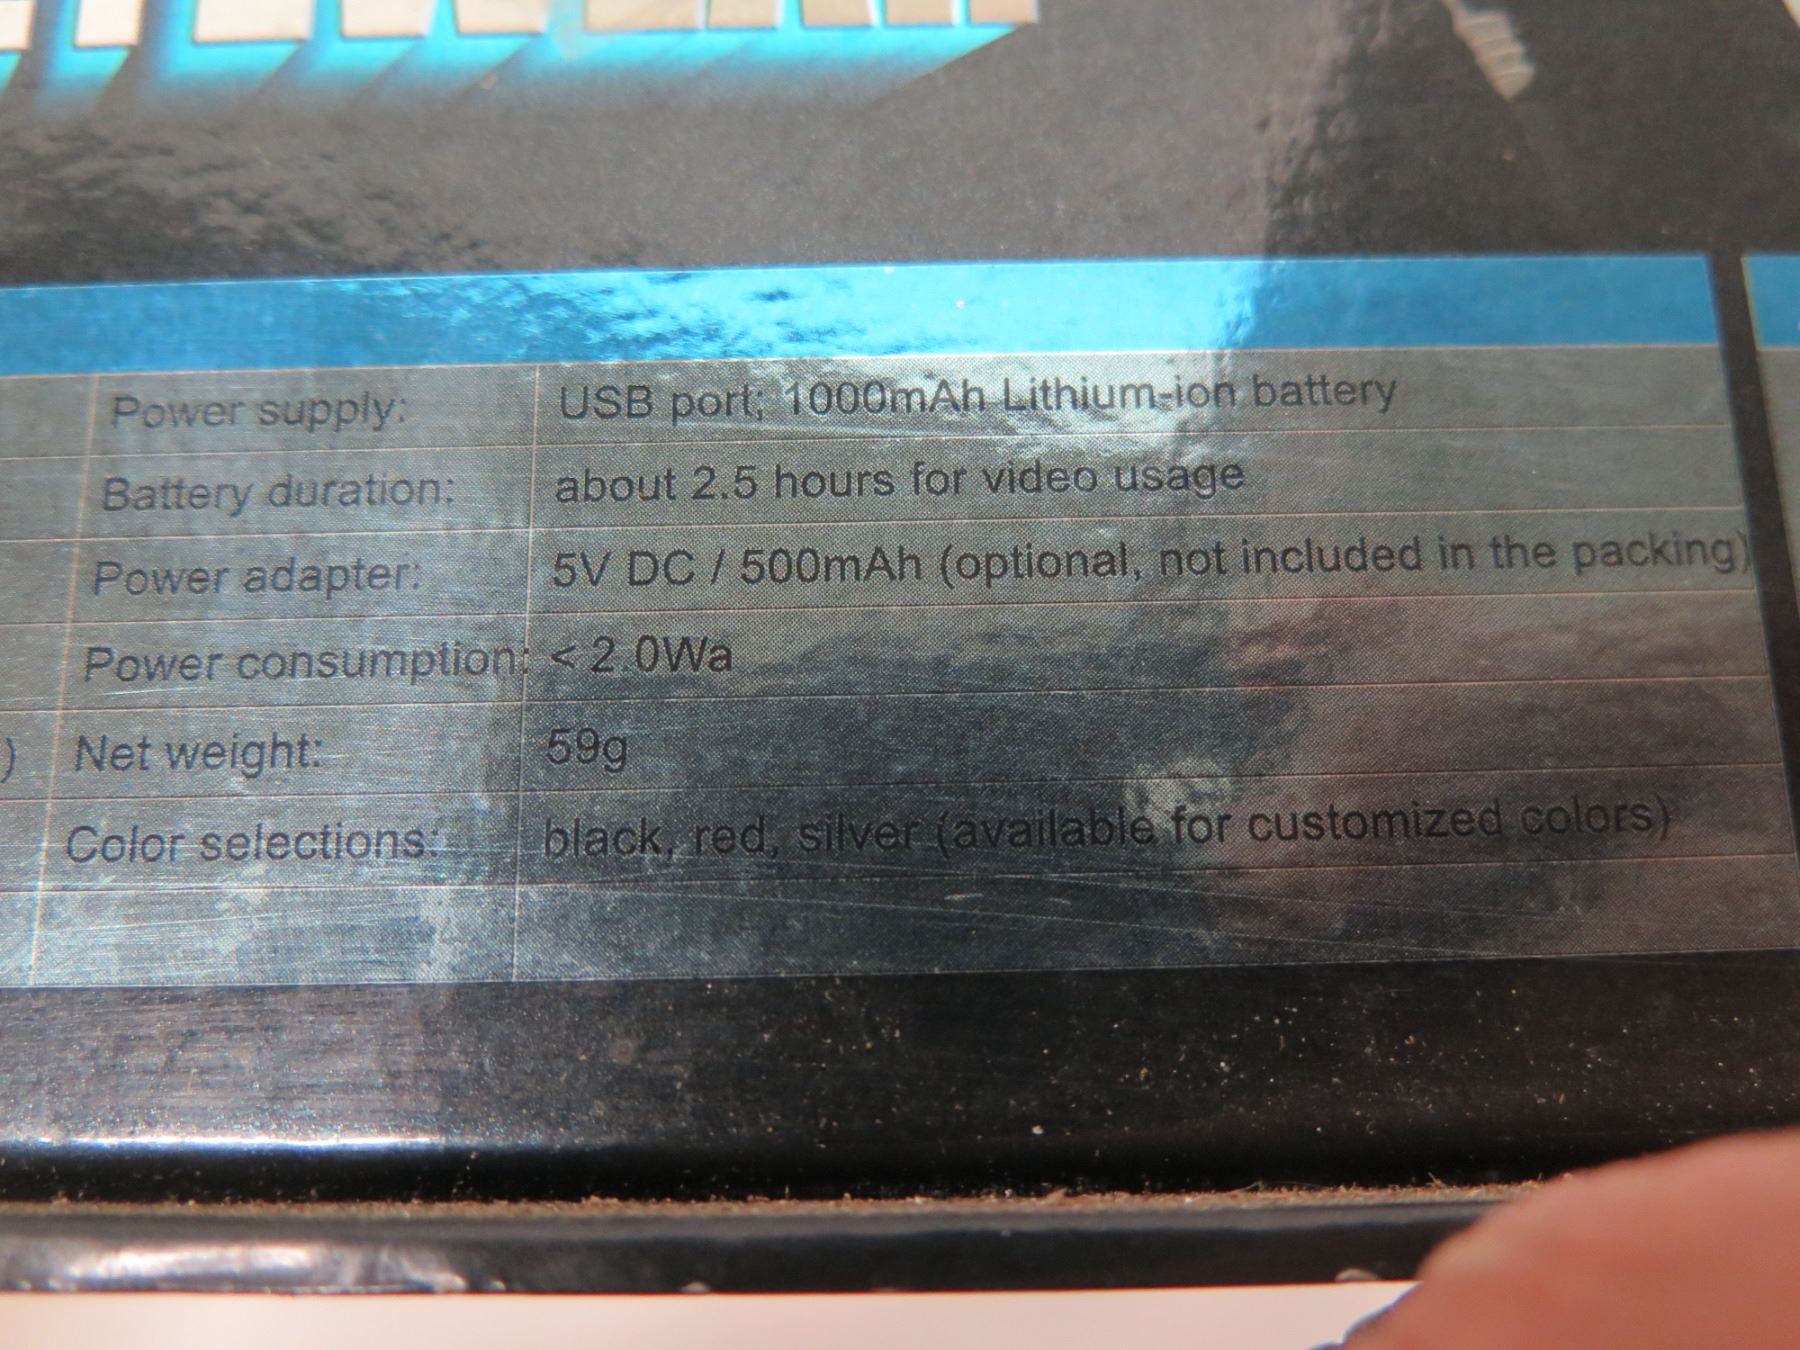 Power supply: USB port; 1000mAh Lithium-ion battery
Battery duration: about 2.5 hours for video usage
Power adapter: 5V DC / 500mAh (optional, not included in the packing)
Power consumption: < 2.0Wa
) Net weight: 59g
Color selections: black, red, silver (available for customized colors)